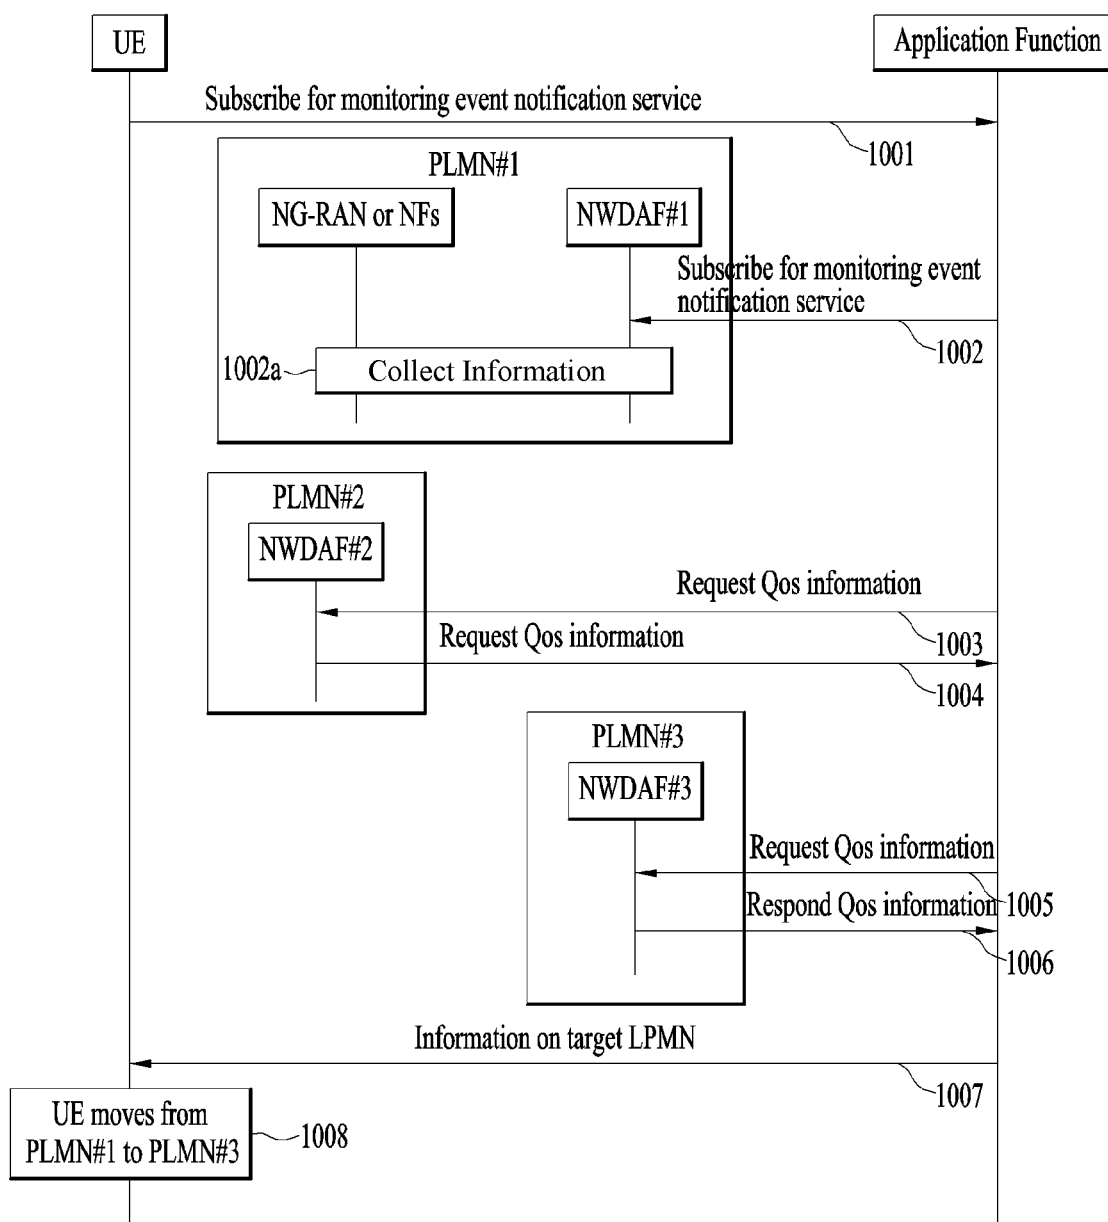 UE
Application Function
Subscribe for monitoring event notification service
1001
PLMN#1
NG-RAN or NFs
NWDAF#1
Subscribe for monitoring event
notification service
1002
1002a
Collect Information
PLMN#2
NWDAF#2
Request Qos information
1003
Request Qos information
1004
PLMN#3
NWDAF#3
Request Qos information
1005
Respond Qos information
1006
Information on target LPMN
1007
UE moves from
PLMN#1 to PLMN#3
1008